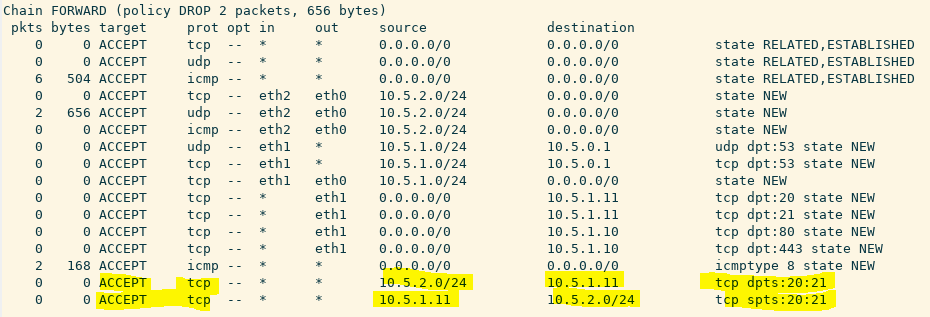 Chain FORWARD (policy DROP 2 packets, 656 bytes)
pkts bytes target prot opt in out source destination
0 0 ACCEPT tcp -- * * 0.0.0.0/0 0.0.0.0/0 state RELATED,ESTABLISHED
0 0 ACCEPT udp -- * * 0.0.0.0/0 0.0.0.0/0 state RELATED,ESTABLISHED
6 504 ACCEPT icmp -- * * 0.0.0.0/0 0.0.0.0/0 state RELATED,ESTABLISHED
0 0 ACCEPT tcp -- eth2 eth0 10.5.2.0/24 0.0.0.0/0 state NEW
2 656 ACCEPT udp -- eth2 eth0 10.5.2.0/24 0.0.0.0/0 state NEW
0 0 ACCEPT icmp -- eth2 eth0 10.5.2.0/24 0.0.0.0/0 state NEW
0 0 ACCEPT udp -- eth1 * 10.5.1.0/24 10.5.0.1 udp dpt:53 state NEW
0 0 ACCEPT tcp -- eth1 * 10.5.1.0/24 10.5.0.1 tcp dpt:53 state NEW
0 0 ACCEPT tcp -- eth1 eth0 10.5.1.0/24 0.0.0.0/0 state NEW
0 0 ACCEPT tcp -- * eth1 0.0.0.0/0 10.5.1.11 tcp dpt:20 state NEW
0 0 ACCEPT tcp -- * eth1 0.0.0.0/0 10.5.1.11 tcp dpt:21 state NEW
0 0 ACCEPT tcp -- * eth1 0.0.0.0/0 10.5.1.10 tcp dpt:80 state NEW
0 0 ACCEPT tcp -- * eth1 0.0.0.0/0 10.5.1.10 tcp dpt:443 state NEW
2 168 ACCEPT icmp -- * * 0.0.0.0/0 0.0.0.0/0 icmptype 8 state NEW
0 0 ACCEPT tcp -- * * 10.5.2.0/24 10.5.1.11 tcp dpts:20:21
0 0 ACCEPT tcp -- * * 10.5.1.11 10.5.2.0/24 tcp spts:20:21